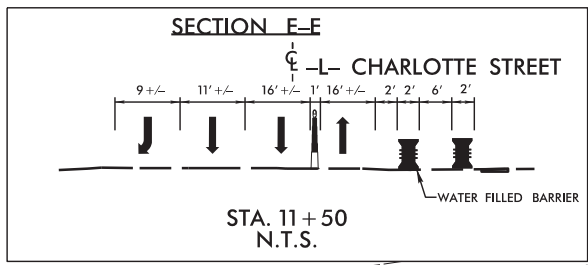 SECTION E–E
℄ –L– CHARLOTTE STREET
9 +/– 11' +/– 16' +/– 1' 16' +/– 2' 2' 6' 2'
WATER FILLED BARRIER
STA. 11+50
N.T.S.